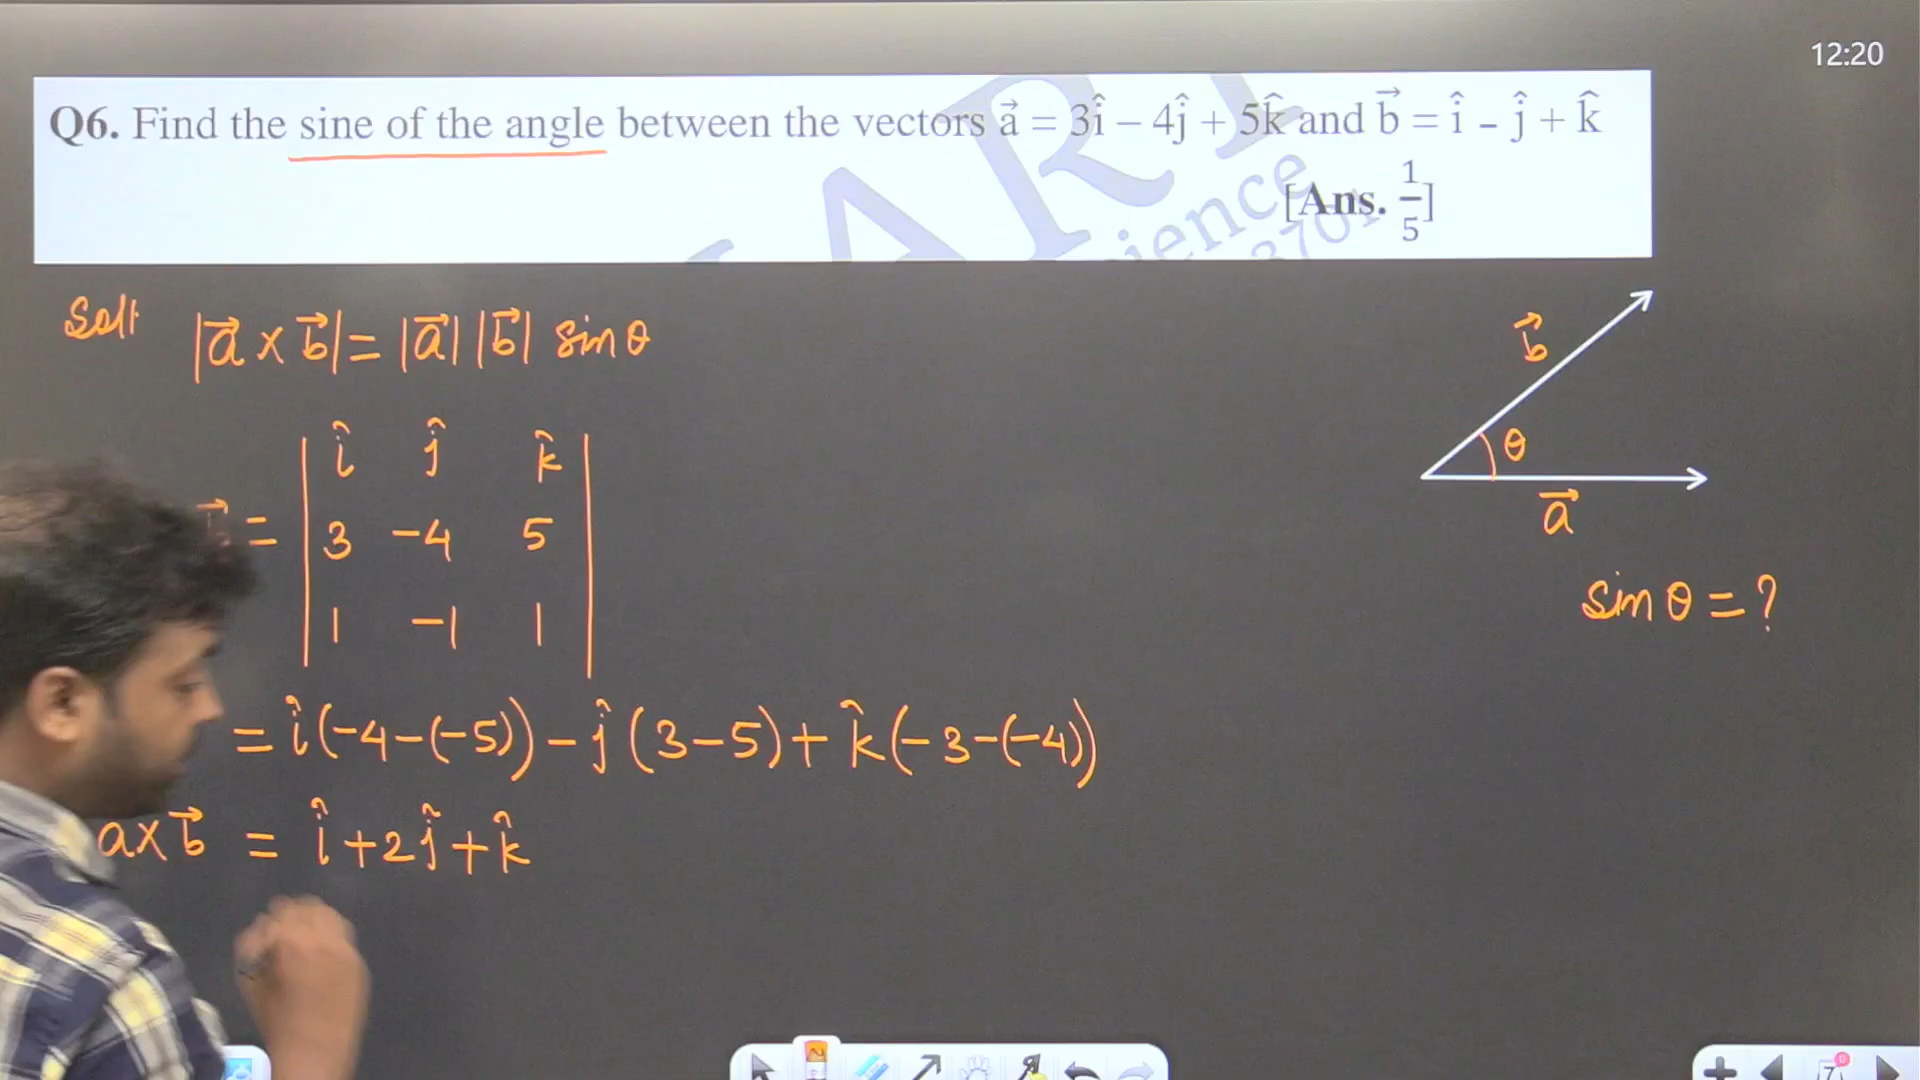 12:20
Q6. Find the sine of the angle between the vectors a⃗ = 3î − 4ĵ + 5k̂ and b⃗ = î - ĵ + k̂
[Ans. 1/5]
Sol:
|a⃗ × b⃗| = |a⃗| |b⃗| sin θ
b⃗
θ
a⃗
î ĵ k̂
b⃗ = | 3 −4 5 |
1 −1 1
sin θ = ?
= î(−4−(−5)) − ĵ(3−5) + k̂(−3−(−4))
a×b⃗ = î+2ĵ+k̂